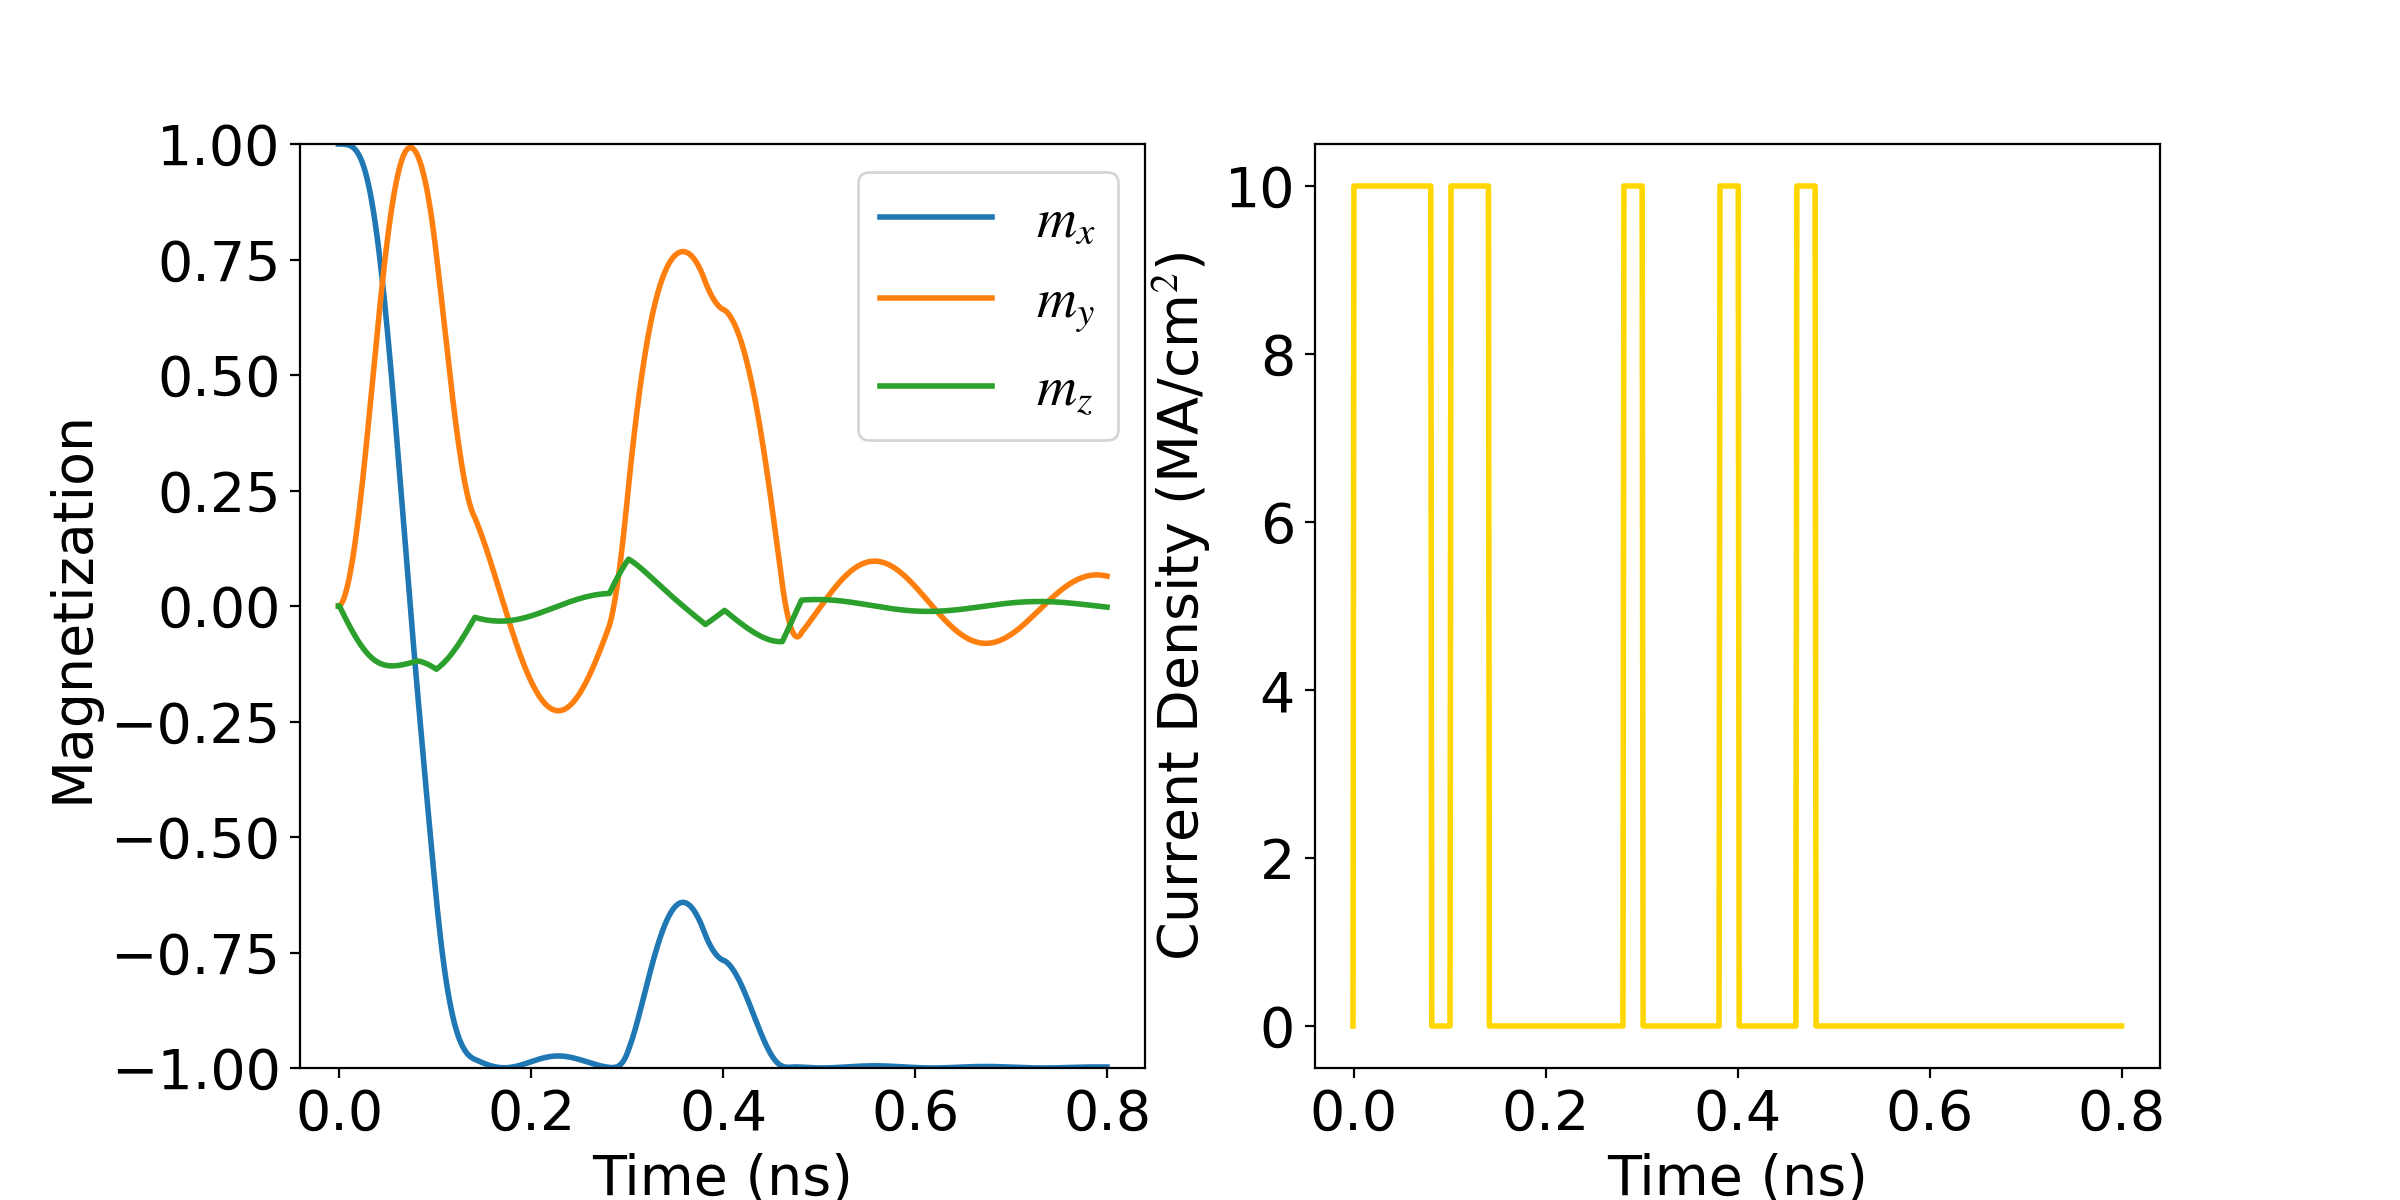 Magnetization
1.00
0.75
0.50
0.25
0.00
−0.25
−0.50
−0.75
−1.00
0.0 0.2 0.4 0.6 0.8
Time (ns)
m_x
m_y
m_z
Current Density (MA/cm²)
10
8
6
4
2
0
0.0 0.2 0.4 0.6 0.8
Time (ns)